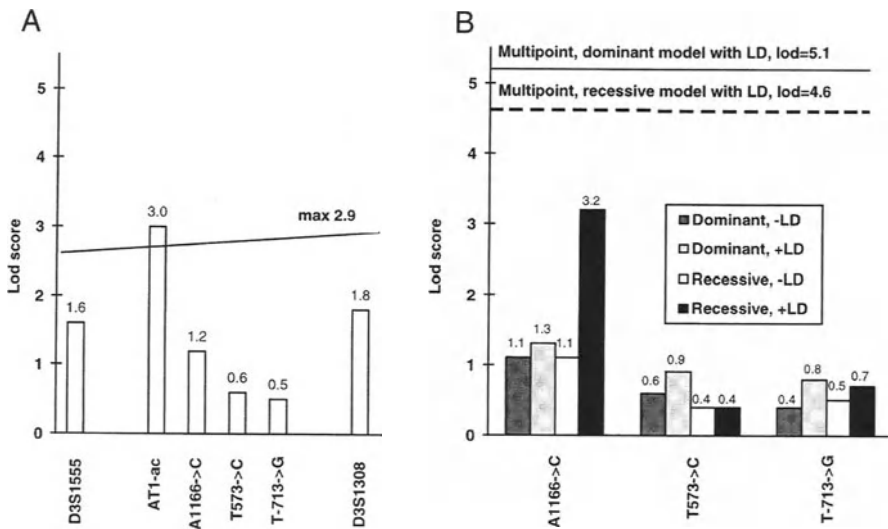 A
Lod score
5
4
3
2
1
0
1.6
3.0
1.2
0.6
0.5
1.8
max 2.9
D3S1555
AT1-ac
A1166->C
T573->C
T-713->G
D3S1308
B
Multipoint, dominant model with LD, lod=5.1
Multipoint, recessive model with LD, lod=4.6
Lod score
5
4
3
2
1
0
Dominant, -LD
Dominant, +LD
Recessive, -LD
Recessive, +LD
1.1
1.3
1.1
3.2
0.6
0.9
0.4
0.4
0.4
0.8
0.5
0.7
A1166->C
T573->C
T-713->G